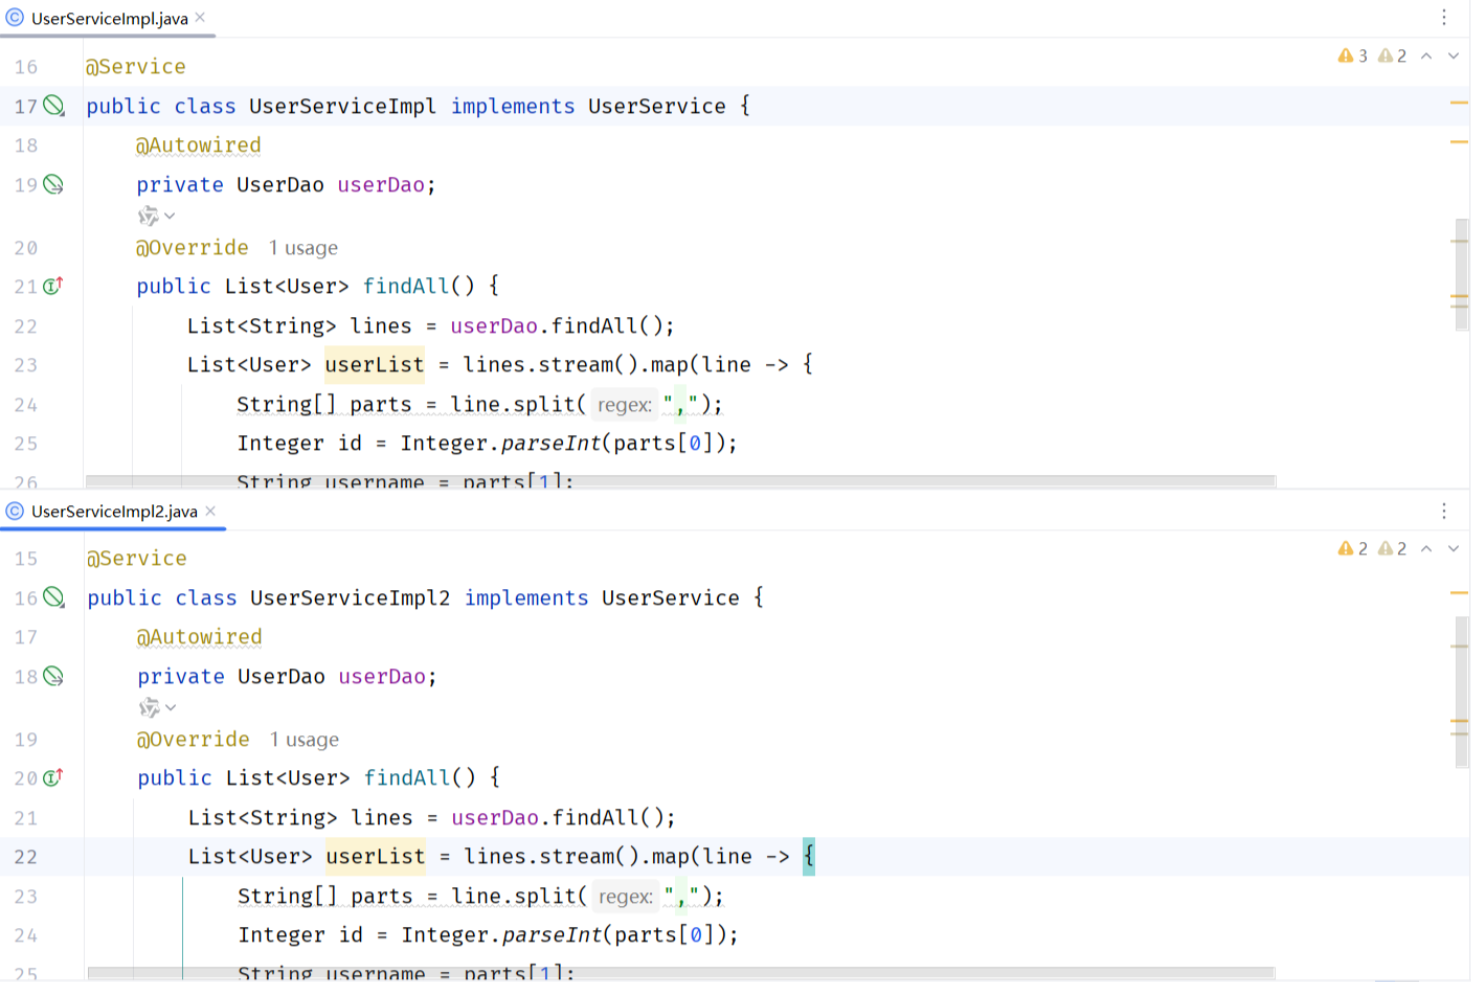 UserServiceImpl.java
3 2
16 @Service
17 public class UserServiceImpl implements UserService {
18 @Autowired
19 private UserDao userDao;
20 @Override 1 usage
21 public List<User> findAll() {
22 List<String> lines = userDao.findAll();
23 List<User> userList = lines.stream().map(line -> {
24 String[] parts = line.split( regex: ",");
25 Integer id = Integer.parseInt(parts[0]);
26 String username = parts[1];
UserServiceImpl2.java
2 2
15 @Service
16 public class UserServiceImpl2 implements UserService {
17 @Autowired
18 private UserDao userDao;
19 @Override 1 usage
20 public List<User> findAll() {
21 List<String> lines = userDao.findAll();
22 List<User> userList = lines.stream().map(line -> {
23 String[] parts = line.split( regex: ",");
24 Integer id = Integer.parseInt(parts[0]);
25 String username = parts[1];